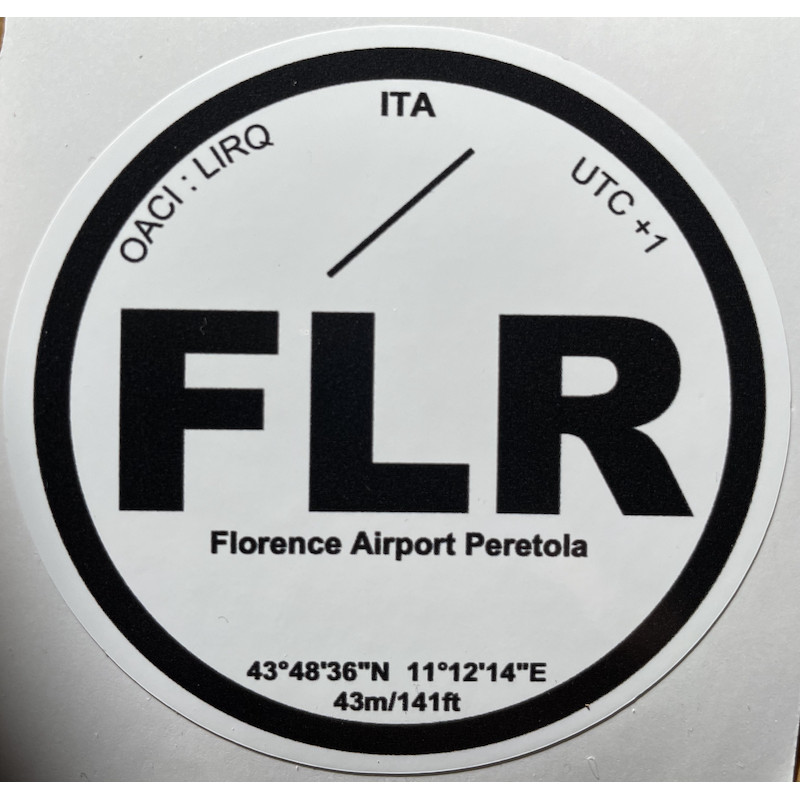 ITA
OACI : LIRQ
UTC +1
FLR
Florence Airport Peretola
43°48'36"N 11°12'14"E
43m/141ft